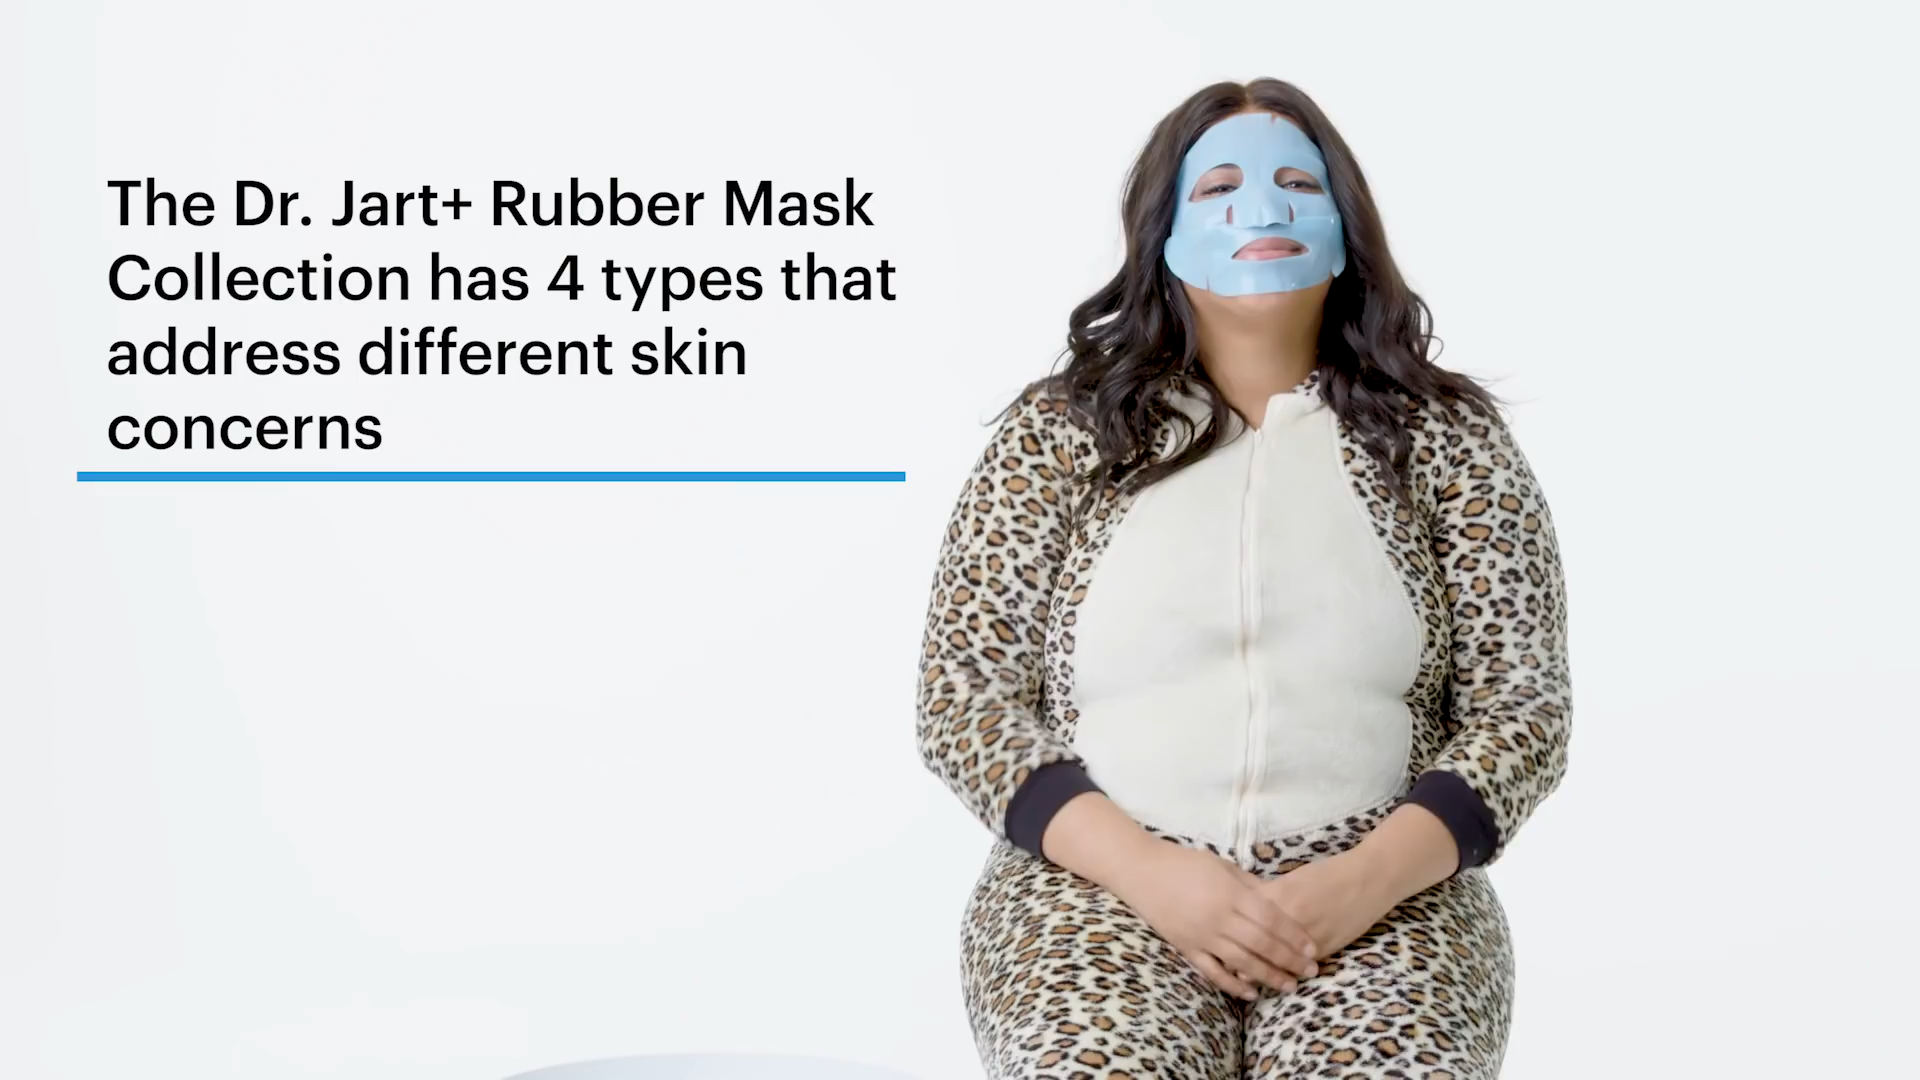 The Dr. Jart+ Rubber Mask
Collection has 4 types that
address different skin
concerns